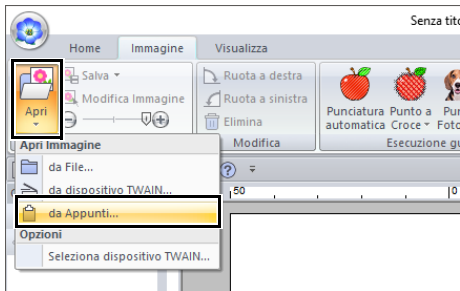 Senza tito
Home Immagine Visualizza
Apri
Salva
Modifica Immagine
Ruota a destra
Ruota a sinistra
Elimina
Modifica
Punciatura automatica
Punto a Croce
Pun
Foto
Esecuzione gu
Apri Immagine
da File...
da dispositivo TWAIN...
da Appunti...
Opzioni
Seleziona dispositivo TWAIN...
50
0